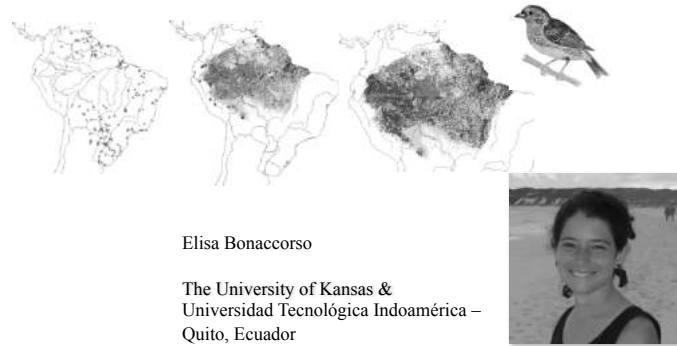 Elisa Bonaccorso
The University of Kansas &
Universidad Tecnológica Indoamérica –
Quito, Ecuador